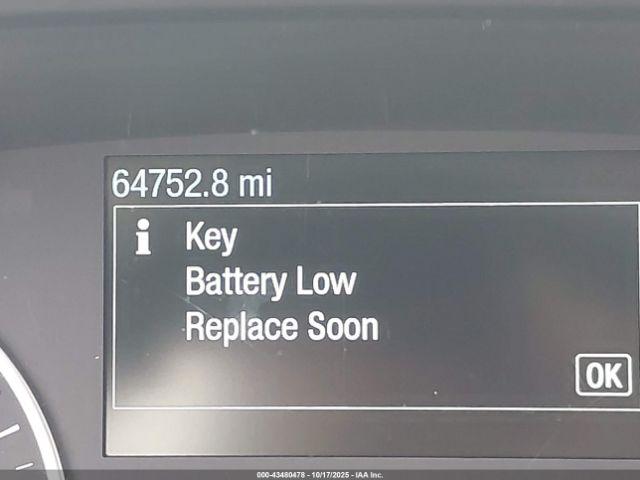 64752.8 mi
i
Key
Battery Low
Replace Soon
OK
000-43480478 - 10/17/2025 - IAA Inc.